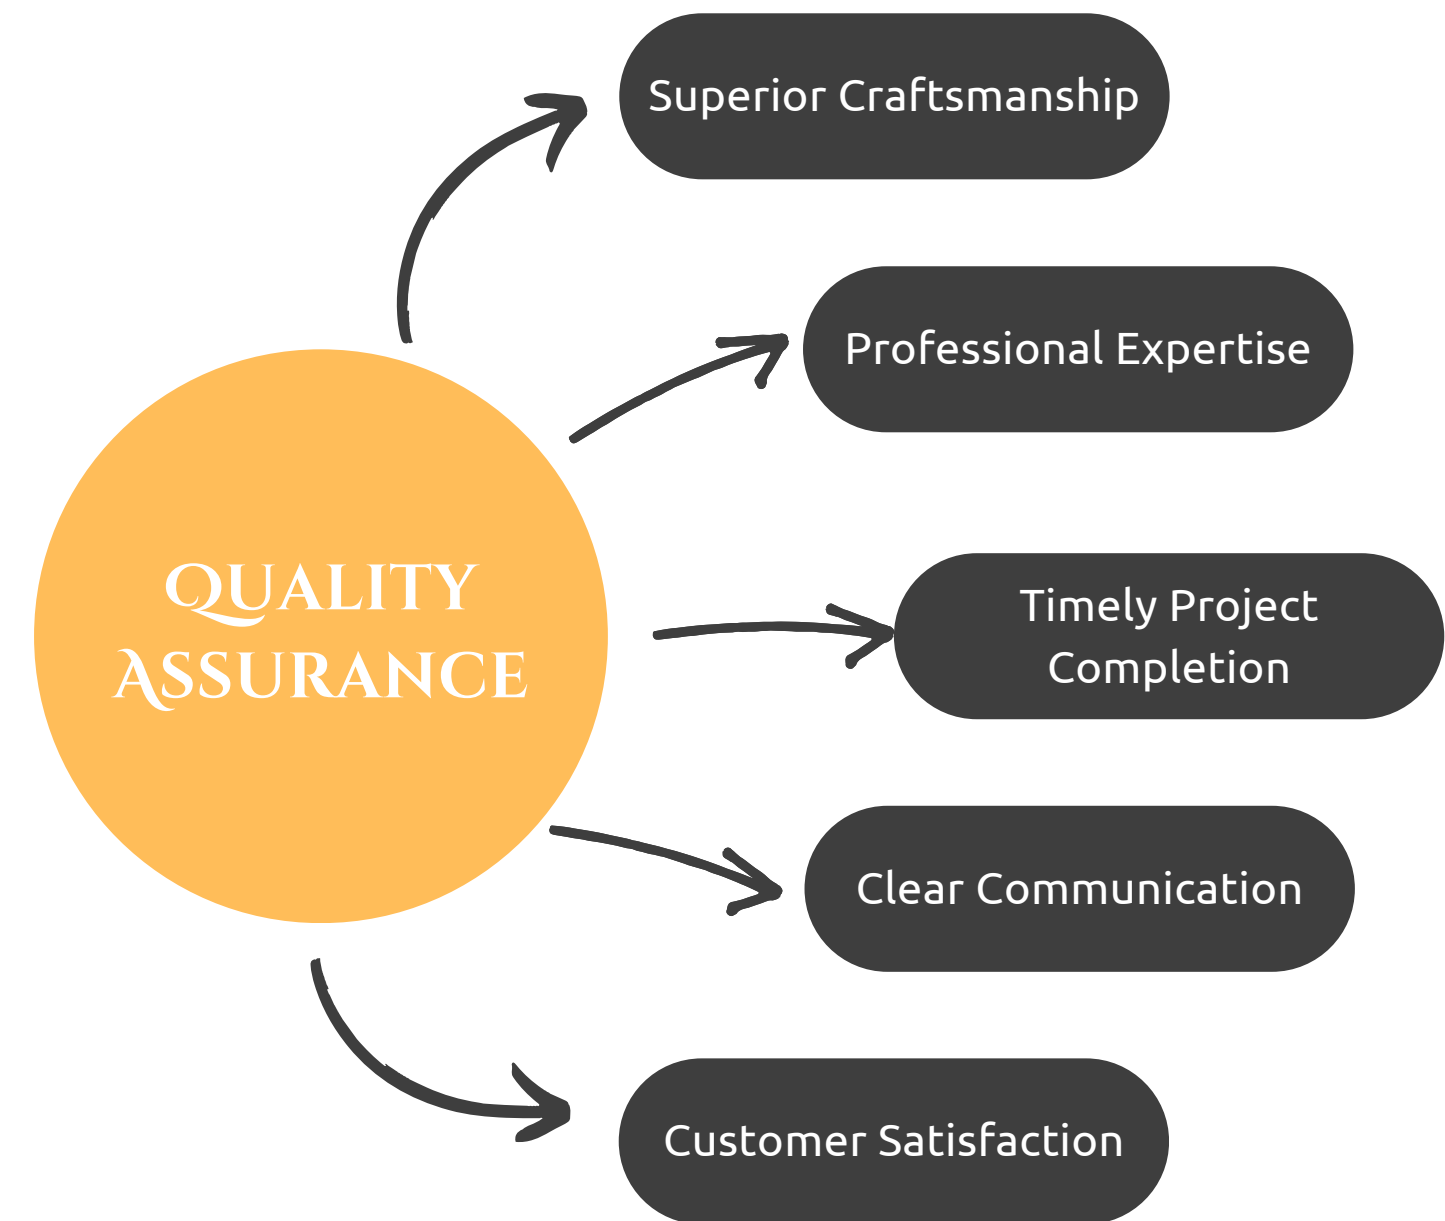 Superior Craftsmanship
Professional Expertise
QUALITY
ASSURANCE
Timely Project
Completion
Clear Communication
Customer Satisfaction